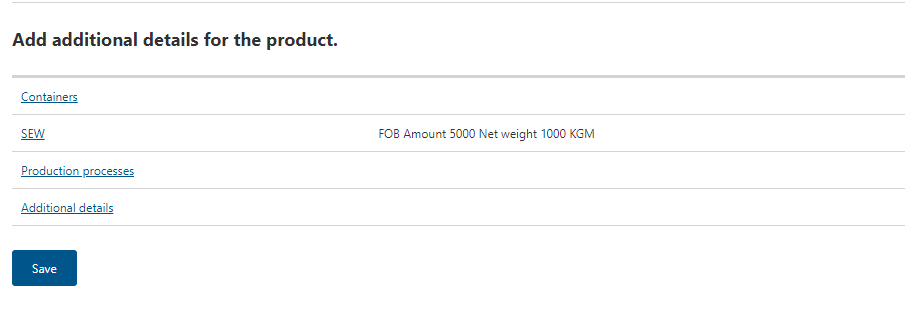 Add additional details for the product.
Containers
SEW FOB Amount 5000 Net weight 1000 KGM
Production processes
Additional details
Save